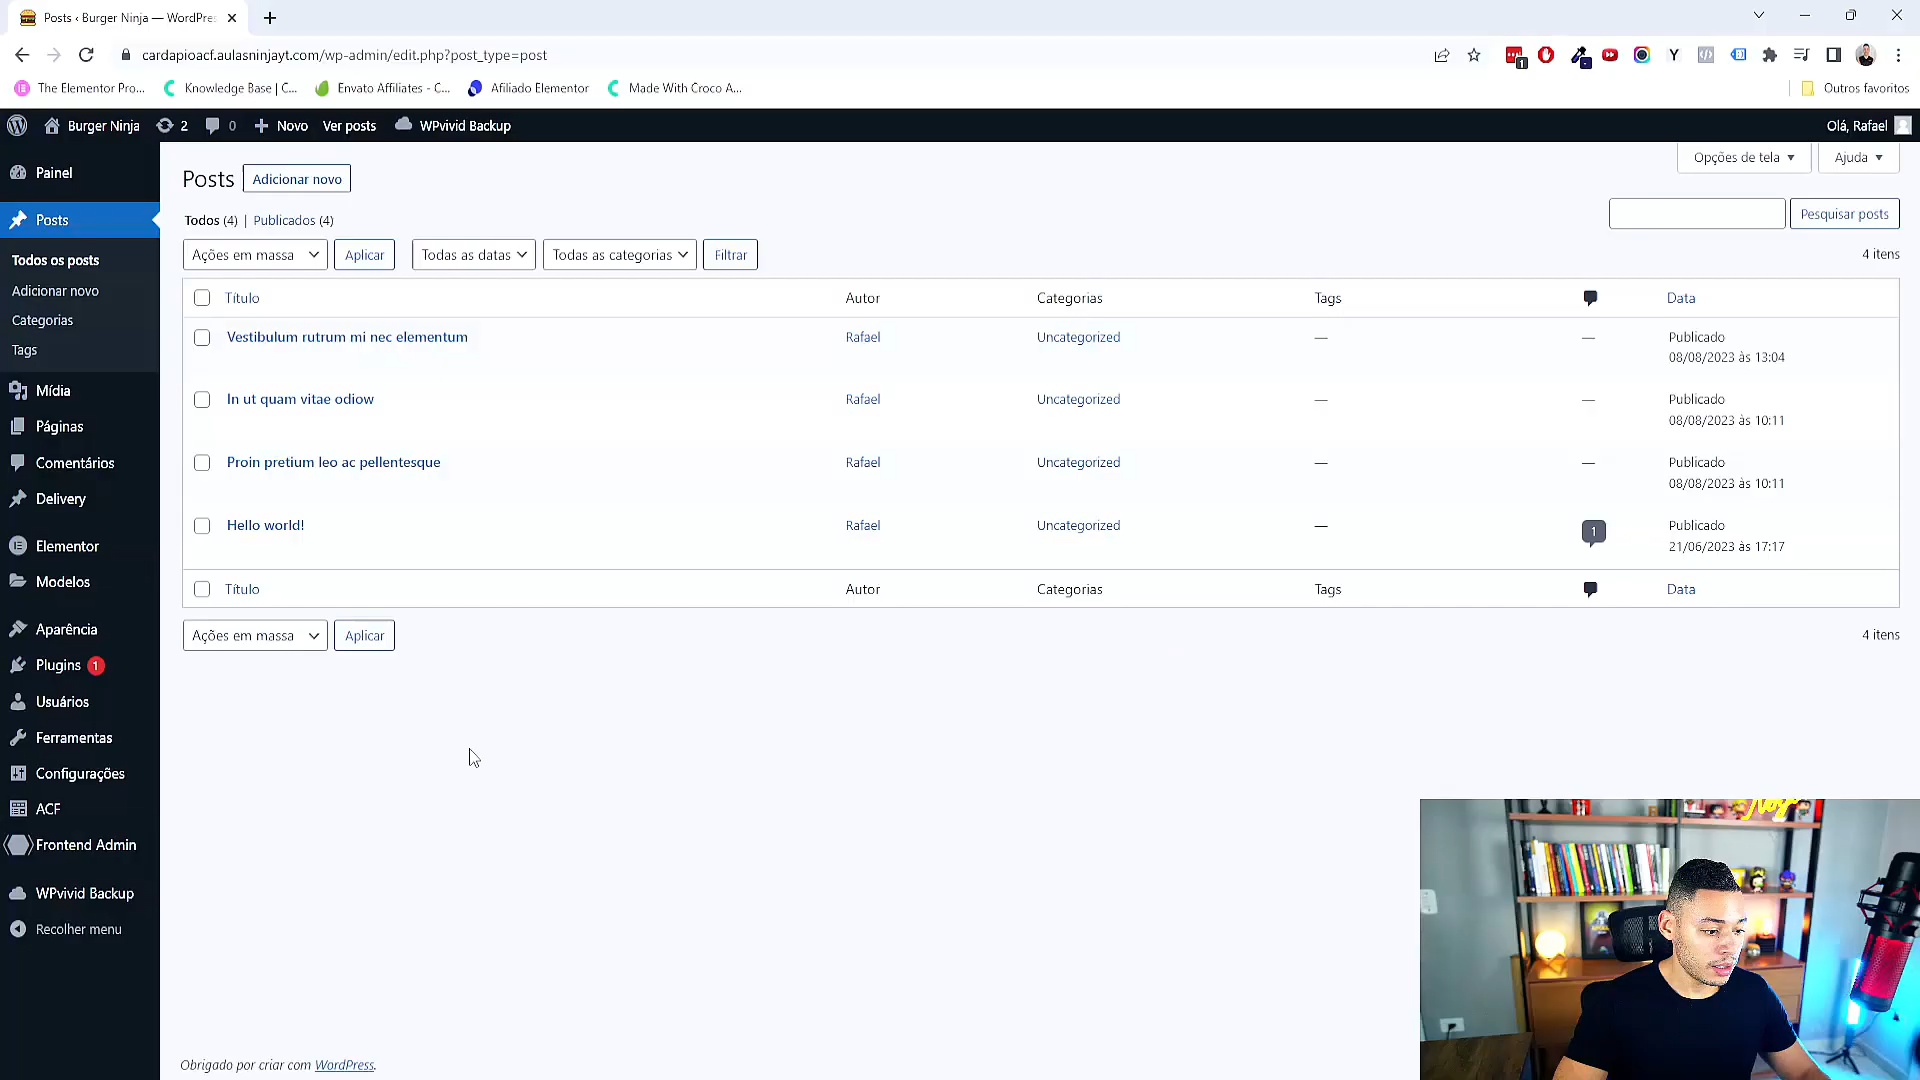 Posts ‹ Burger Ninja — WordPre
cardapioacf.aulasninjayt.com/wp-admin/edit.php?post_type=post
1
The Elementor Pro...
Knowledge Base | C...
Envato Affiliates - C...
Afiliado Elementor
Made With Croco A...
Outros favoritos
Burger Ninja
2
0
Novo
Ver posts
WPvivid Backup
Olá, Rafael
Painel
Posts
Todos os posts
Adicionar novo
Categorias
Tags
Mídia
Páginas
Comentários
Delivery
Elementor
Modelos
Aparência
Plugins 1
Usuários
Ferramentas
Configurações
ACF
Frontend Admin
WPvivid Backup
Recolher menu
Opções de tela
Ajuda
Posts
Adicionar novo
Todos (4) | Publicados (4)
Pesquisar posts
Ações em massa
Aplicar
Todas as datas
Todas as categorias
Filtrar
4 itens
Título Autor Categorias Tags Data
Vestibulum rutrum mi nec elementum Rafael Uncategorized — — Publicado
08/08/2023 às 13:04
In ut quam vitae odiow Rafael Uncategorized — — Publicado
08/08/2023 às 10:11
Proin pretium leo ac pellentesque Rafael Uncategorized — — Publicado
08/08/2023 às 10:11
Hello world! Rafael Uncategorized — 1 Publicado
21/06/2023 às 17:17
Título Autor Categorias Tags Data
Ações em massa
Aplicar
4 itens
Obrigado por criar com WordPress.